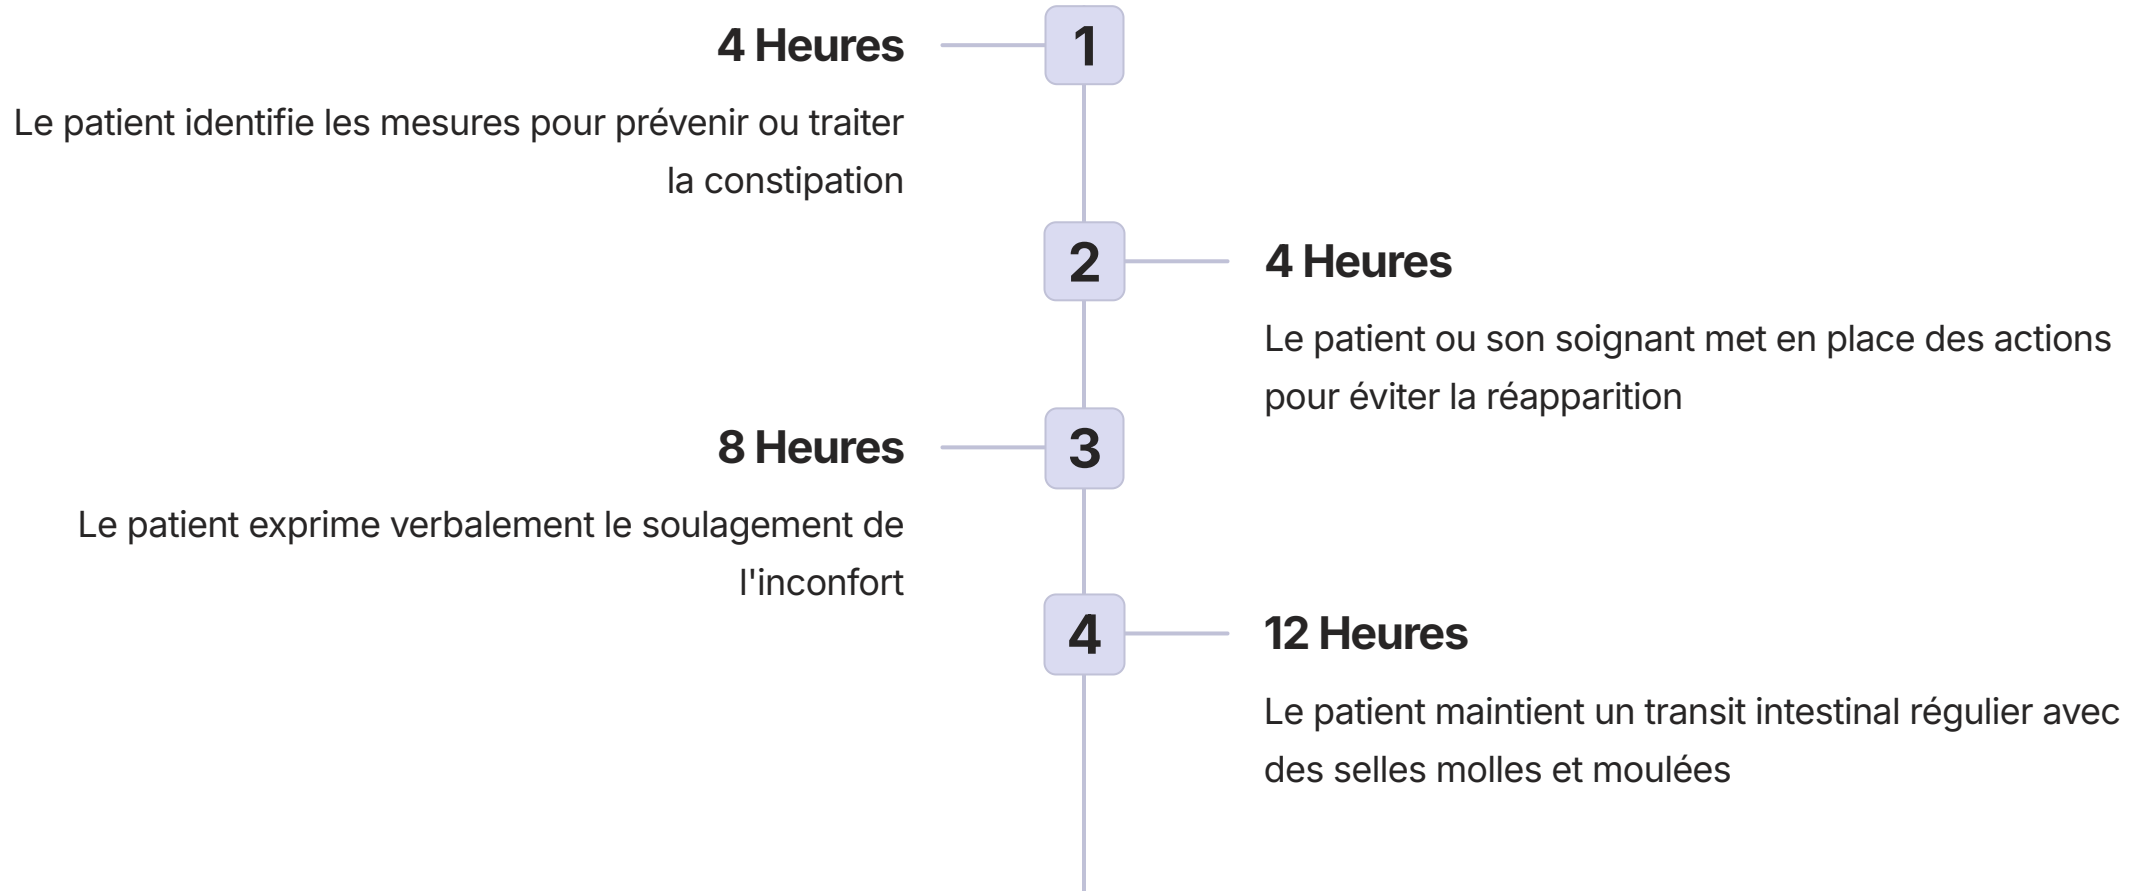 1
4 Heures
Le patient identifie les mesures pour prévenir ou traiter
la constipation
2
4 Heures
Le patient ou son soignant met en place des actions
pour éviter la réapparition
3
8 Heures
Le patient exprime verbalement le soulagement de
l'inconfort
4
12 Heures
Le patient maintient un transit intestinal régulier avec
des selles molles et moulées